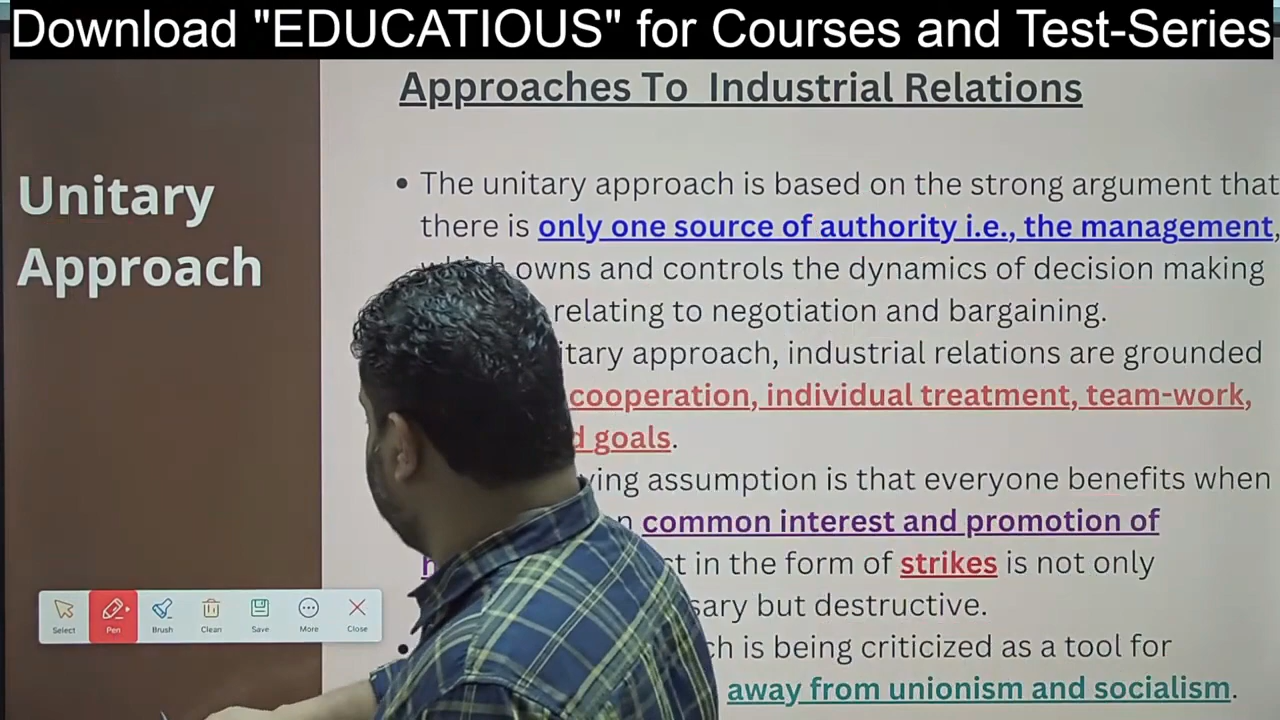 Download "EDUCATIOUS" for Courses and Test-Series
Approaches To Industrial Relations
Unitary
Approach
• The unitary approach is based on the strong argument that
there is only one source of authority i.e., the management,
owns and controls the dynamics of decision making
relating to negotiation and bargaining.
approach, industrial relations are grounded
cooperation, individual treatment, team-work,
goals.
assumption is that everyone benefits when
common interest and promotion of
in the form of strikes is not only
but destructive.
• is being criticized as a tool for
away from unionism and socialism.
Select
Pen
Brush
Clean
Save
More
Close